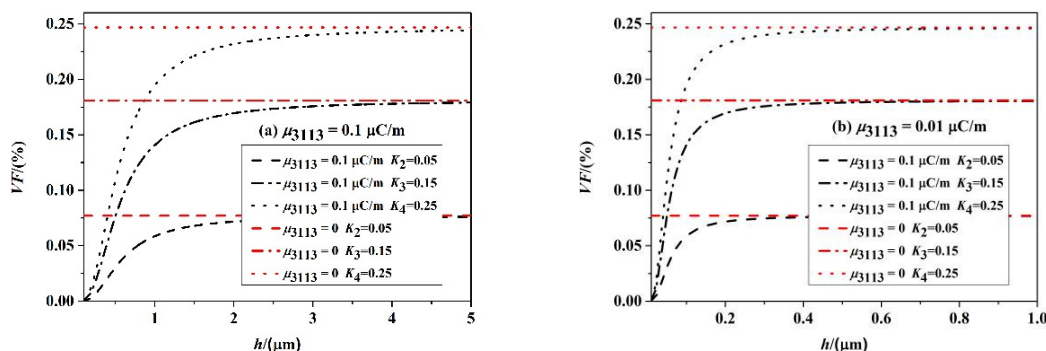 0.25
0.20
0.15
0.10
0.05
0.00
VF/(%)
(a) μ3113 = 0.1 μC/m
μ3113 = 0.1 μC/m K2=0.05
μ3113 = 0.1 μC/m K3=0.15
μ3113 = 0.1 μC/m K4=0.25
μ3113 = 0 K2=0.05
μ3113 = 0 K3=0.15
μ3113 = 0 K4=0.25
1 2 3 4 5
h/(μm)
0.25
0.20
0.15
0.10
0.05
0.00
VF/(%)
(b) μ3113 = 0.01 μC/m
μ3113 = 0.1 μC/m K2=0.05
μ3113 = 0.1 μC/m K3=0.15
μ3113 = 0.1 μC/m K4=0.25
μ3113 = 0 K2=0.05
μ3113 = 0 K3=0.15
μ3113 = 0 K4=0.25
0.2 0.4 0.6 0.8 1.0
h/(μm)